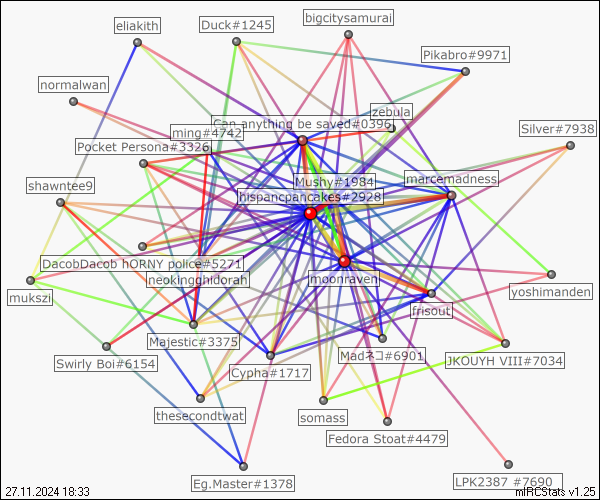 bigcitysamurai
eliakith
Duck#1245
Pikabro#9971
normalwan
zebula
Can anything be saved#0396
Silver#7938
ming#4742
Pocket Persona#3326
Mushy#1984
marcemadness
shawntee9
hispancpancakes#2928
DacobDacob hORNY police#5271
neokingghidorah
moonraven
mukszi
yoshimanden
frisout
Majestic#3375
Madネコ#6901
Swirly Boi#6154
Cypha#1717
JKOUYH VIII#7034
thesecondtwat
somass
Fedora Stoat#4479
Eg.Master#1378
LPK2387 #7690
27.11.2024 18:33
mIRCStats v1.25